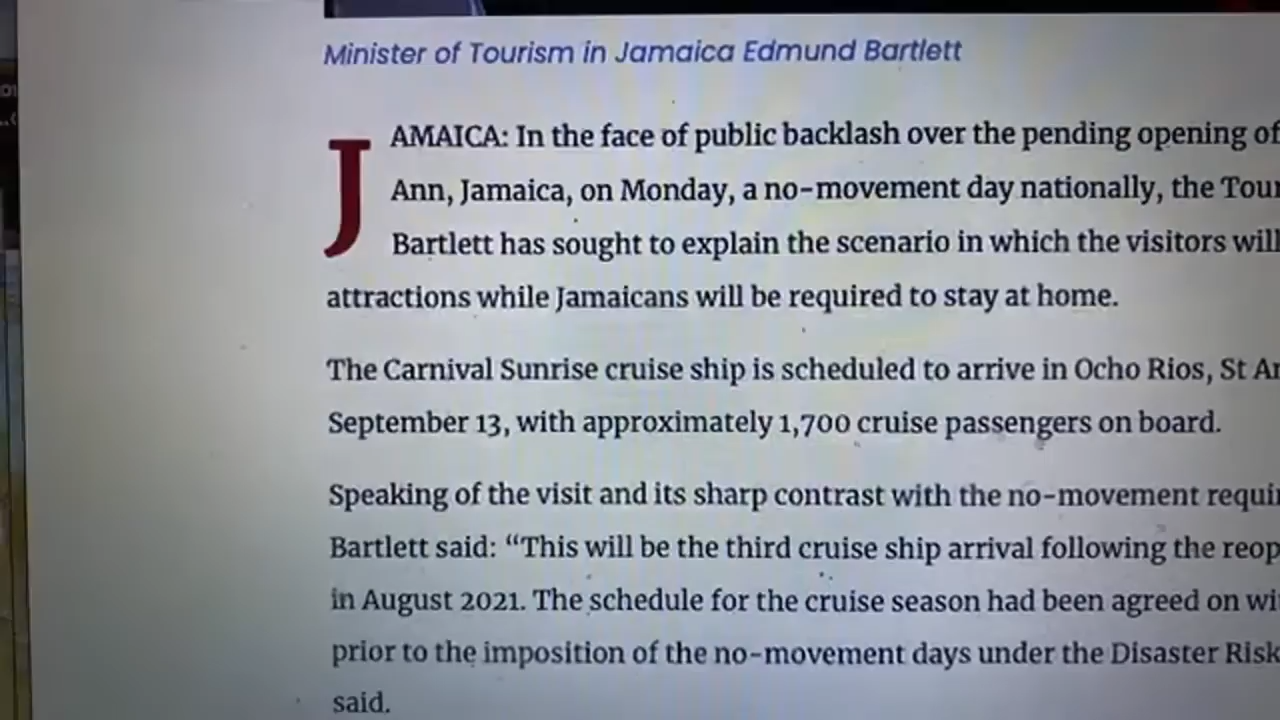 Minister of Tourism in Jamaica Edmund Bartlett
JAMAICA: In the face of public backlash over the pending opening of
Ann, Jamaica, on Monday, a no-movement day nationally, the Tour
Bartlett has sought to explain the scenario in which the visitors will
attractions while Jamaicans will be required to stay at home.
The Carnival Sunrise cruise ship is scheduled to arrive in Ocho Rios, St An
September 13, with approximately 1,700 cruise passengers on board.
Speaking of the visit and its sharp contrast with the no-movement requir
Bartlett said: “This will be the third cruise ship arrival following the reop
in August 2021. The schedule for the cruise season had been agreed on wi
prior to the imposition of the no-movement days under the Disaster Risk
said.